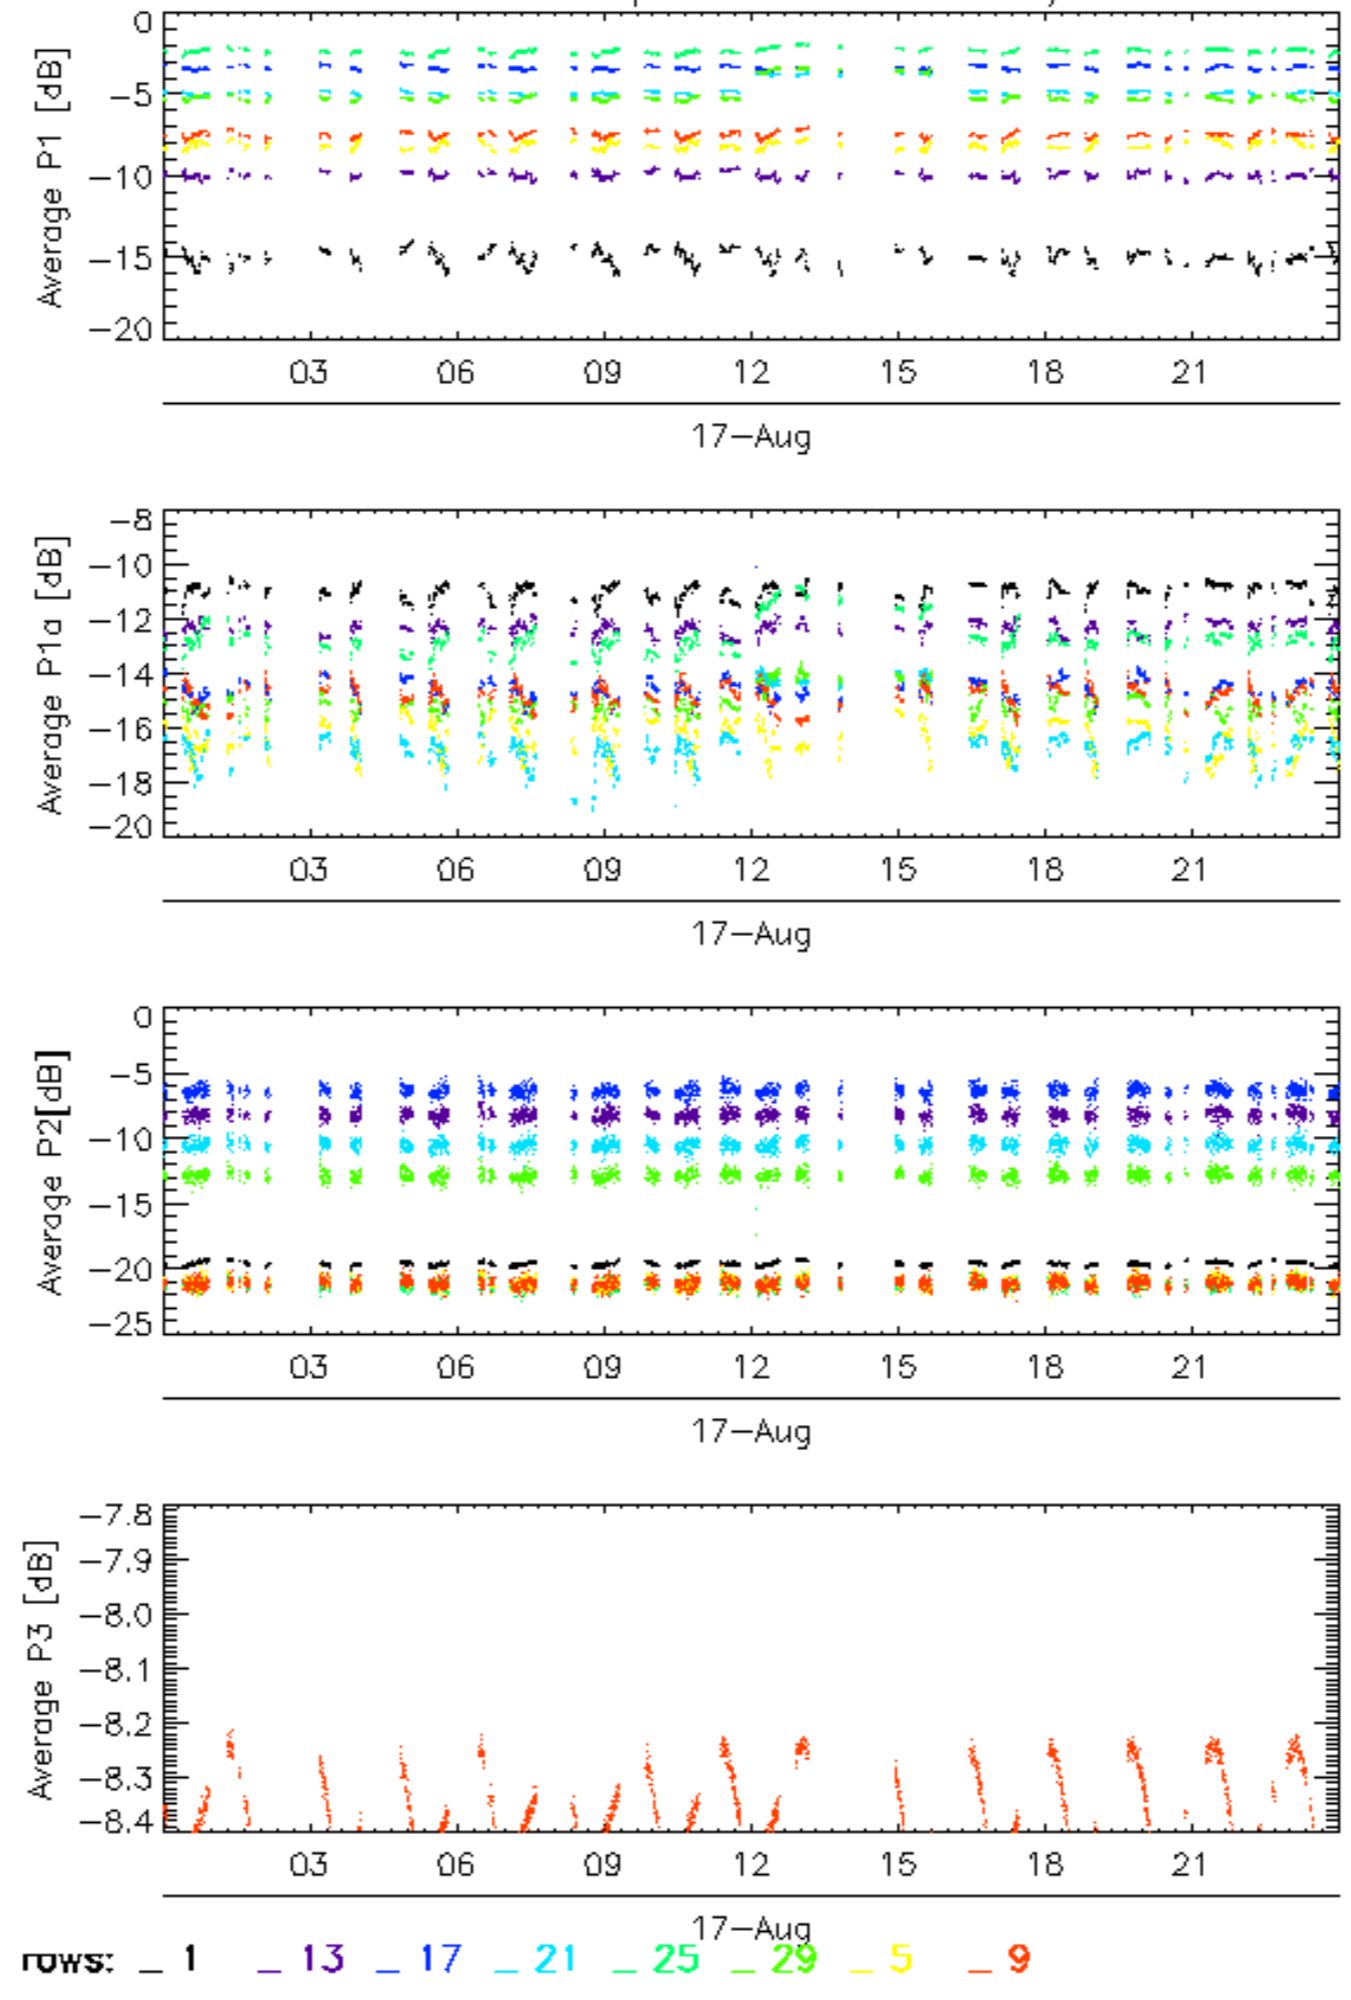 0
−5
−10
−15
−20
Average P1 [dB]
03 06 09 12 15 18 21
17−Aug
−8
−10
−12
−14
−16
−18
−20
Average P1a [dB]
03 06 09 12 15 18 21
17−Aug
0
−5
−10
−15
−20
−25
Average P2[dB]
03 06 09 12 15 18 21
17−Aug
−7.8
−7.9
−8.0
−8.1
−8.2
−8.3
−8.4
Average P3 [dB]
03 06 09 12 15 18 21
17−Aug
rows: _ 1 _ 13 _ 17 _ 21 _ 25 _ 29 _ 5 _ 9